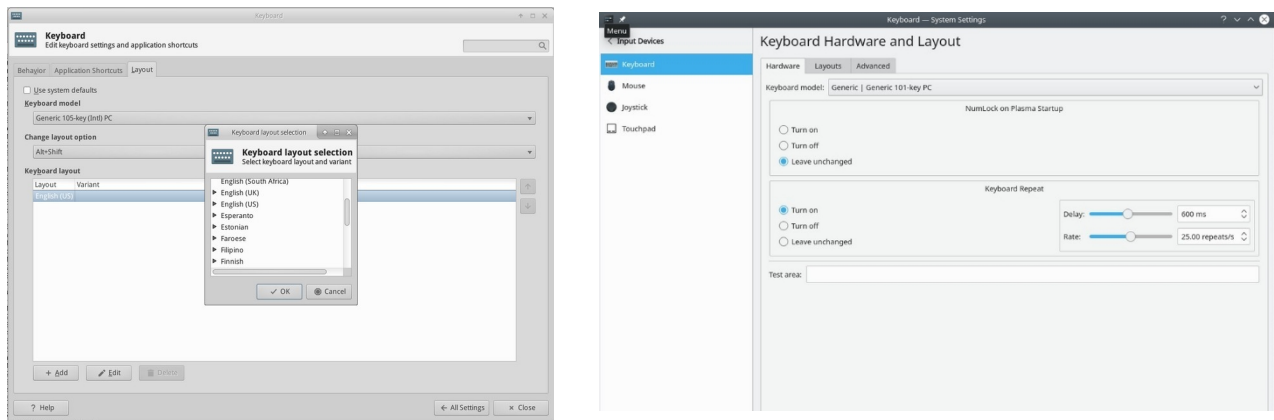 Keyboard
Keyboard
Edit keyboard settings and application shortcuts
Behavior Application Shortcuts Layout
Use system defaults
Keyboard model
Generic 105-key (Intl) PC
Change layout option
Alt+Shift
Keyboard layout
Layout Variant
English (US)
Keyboard layout selection
Keyboard layout selection
Select keyboard layout and variant
English (South Africa)
English (UK)
English (US)
Esperanto
Estonian
Faroese
Filipino
Finnish
OK Cancel
+ Add Edit Delete
? Help
All Settings
Close
Keyboard — System Settings
Menu
Input Devices
Keyboard
Mouse
Joystick
Touchpad
Keyboard Hardware and Layout
Hardware Layouts Advanced
Keyboard model: Generic | Generic 101-key PC
NumLock on Plasma Startup
Turn on
Turn off
Leave unchanged
Keyboard Repeat
Turn on
Turn off
Leave unchanged
Delay: 600 ms
Rate: 25.00 repeats/s
Test area: